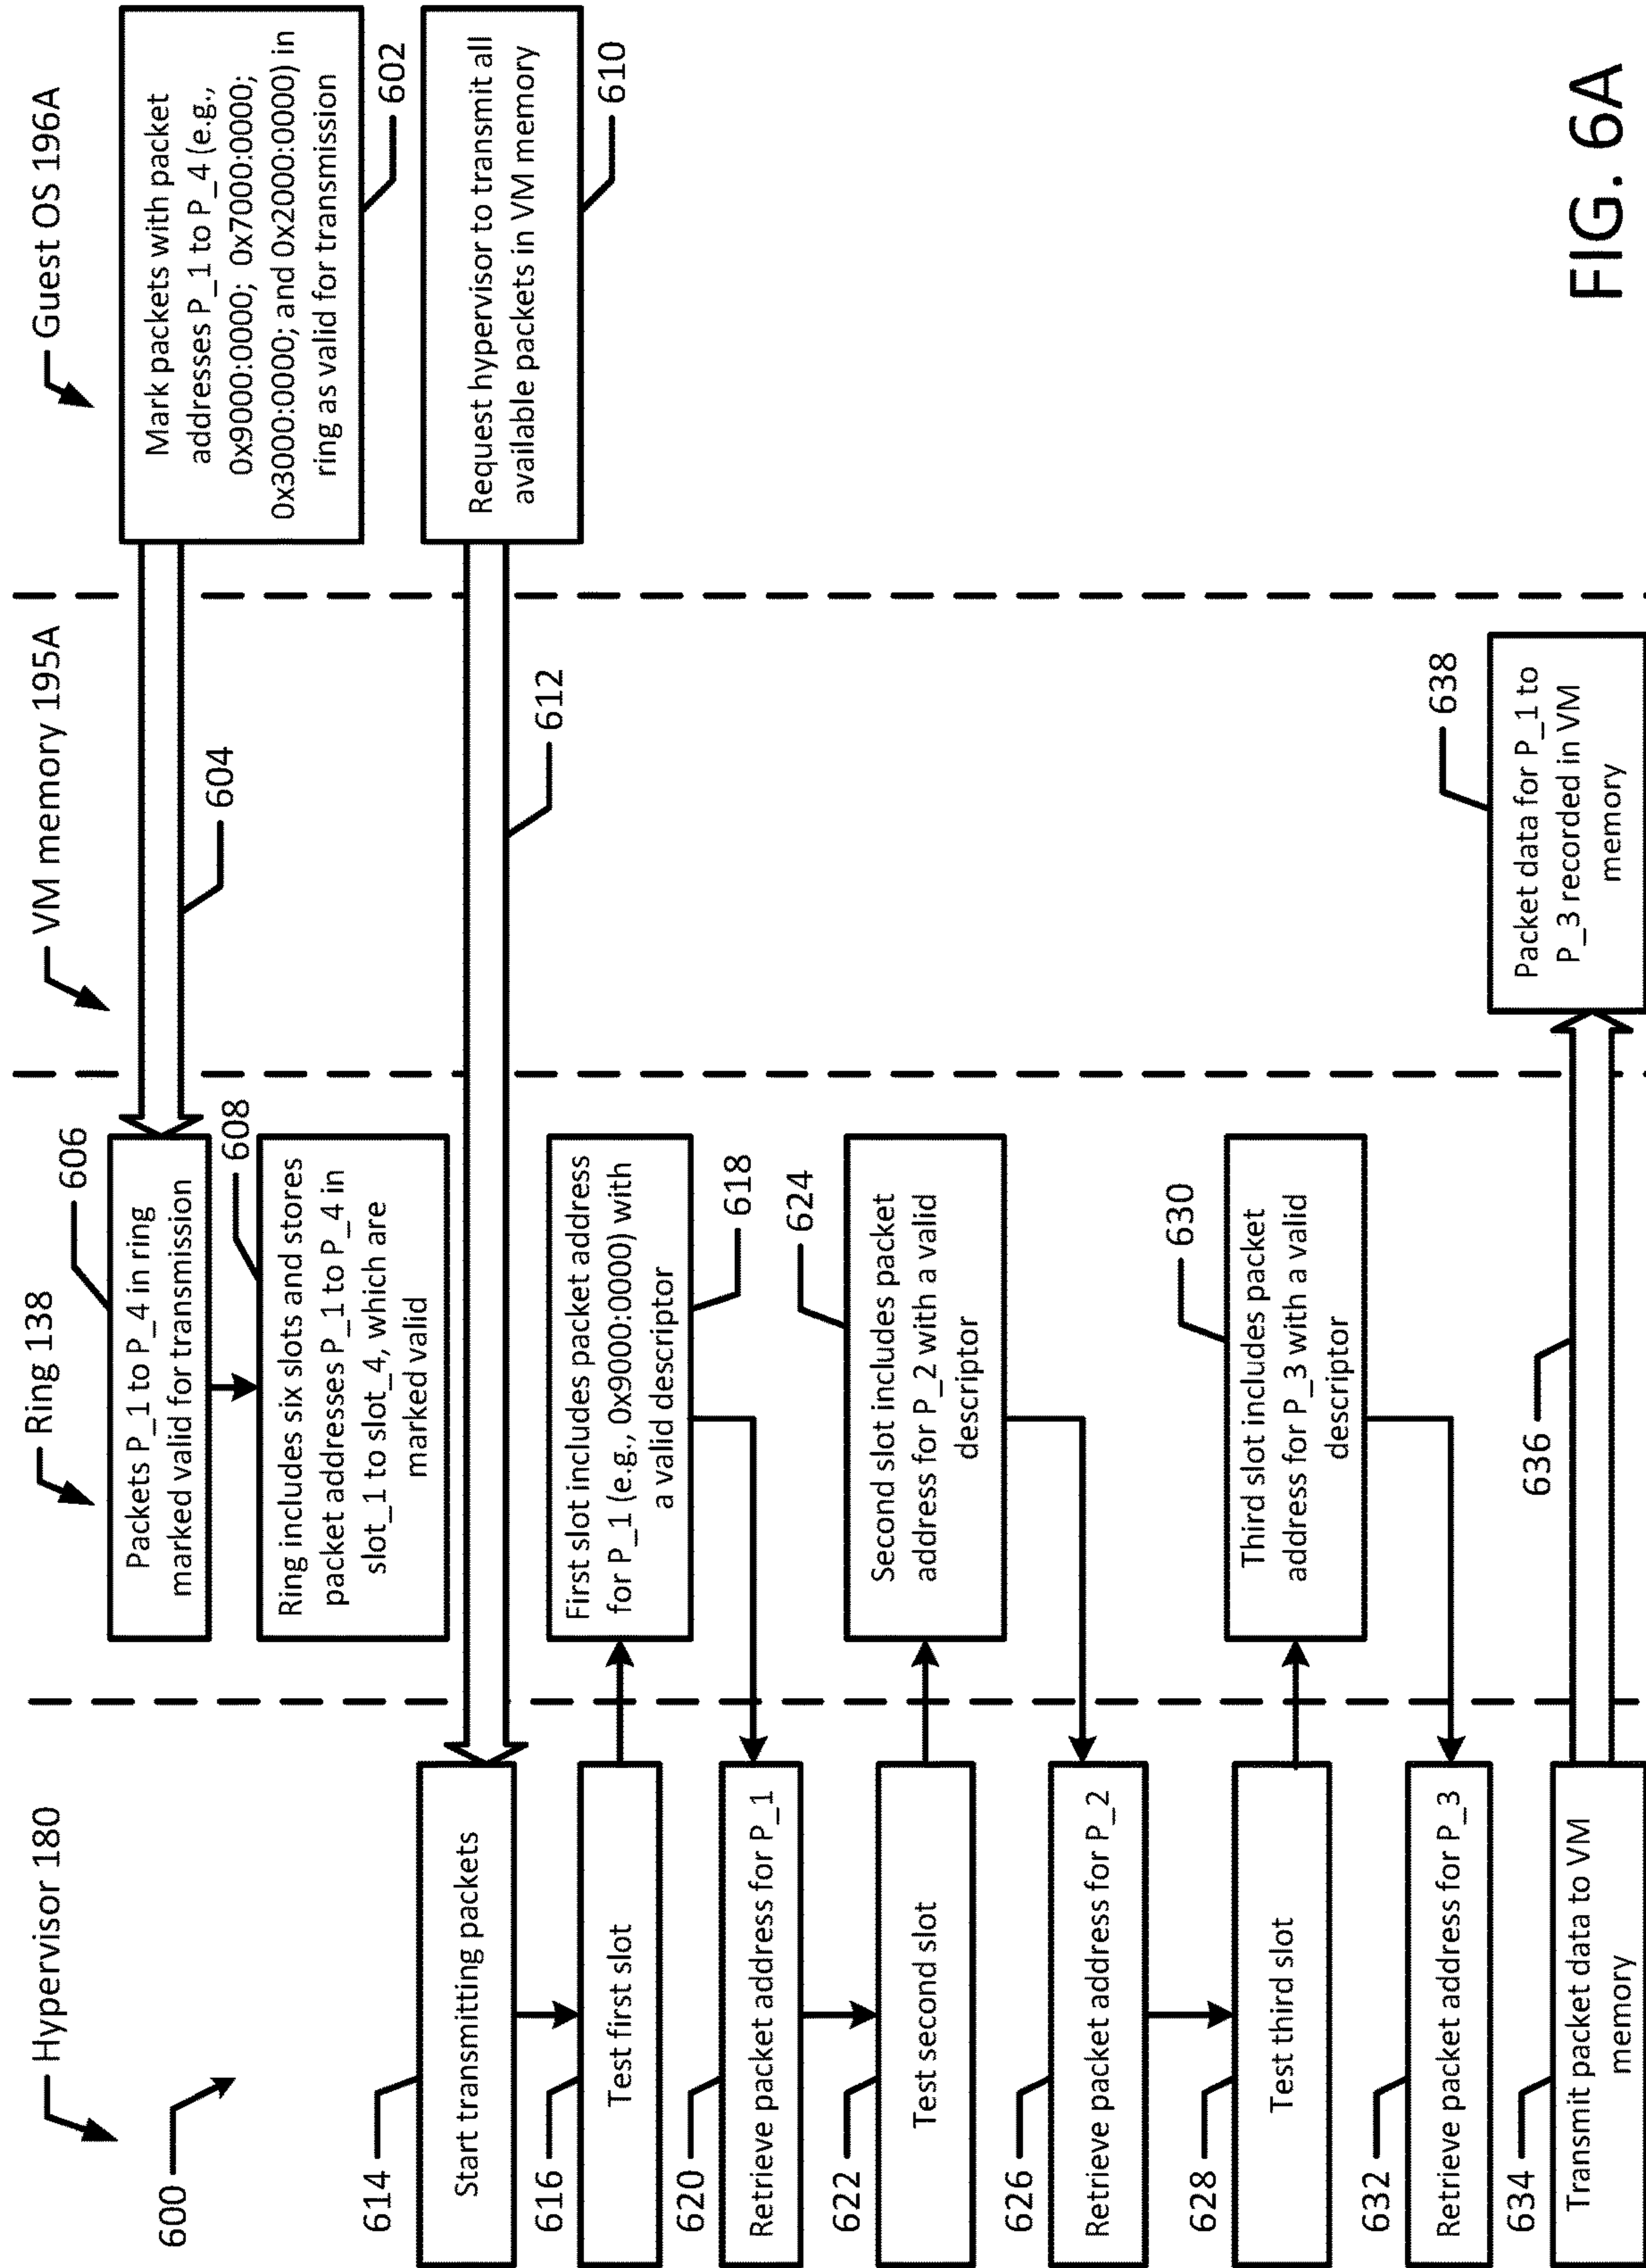 Hypervisor 180
Ring 138
VM memory 195A
Guest OS 196A
600
Mark packets with packet
addresses P_1 to P_4 (e.g.,
0x9000:0000; 0x7000:0000;
0x3000:0000; and 0x2000:0000) in
ring as valid for transmission
602
604
606
Packets P_1 to P_4 in ring
marked valid for transmission
608
Ring includes six slots and stores
packet addresses P_1 to P_4 in
slot_1 to slot_4, which are
marked valid
Request hypervisor to transmit all
available packets in VM memory
610
612
614
Start transmitting packets
616
Test first slot
First slot includes packet address
for P_1 (e.g., 0x9000:0000) with
a valid descriptor
618
620
Retrieve packet address for P_1
622
Test second slot
624
Second slot includes packet
address for P_2 with a valid
descriptor
626
Retrieve packet address for P_2
628
Test third slot
630
Third slot includes packet
address for P_3 with a valid
descriptor
632
Retrieve packet address for P_3
634
Transmit packet data to VM
memory
636
638
Packet data for P_1 to
P_3 recorded in VM
memory
FIG. 6A